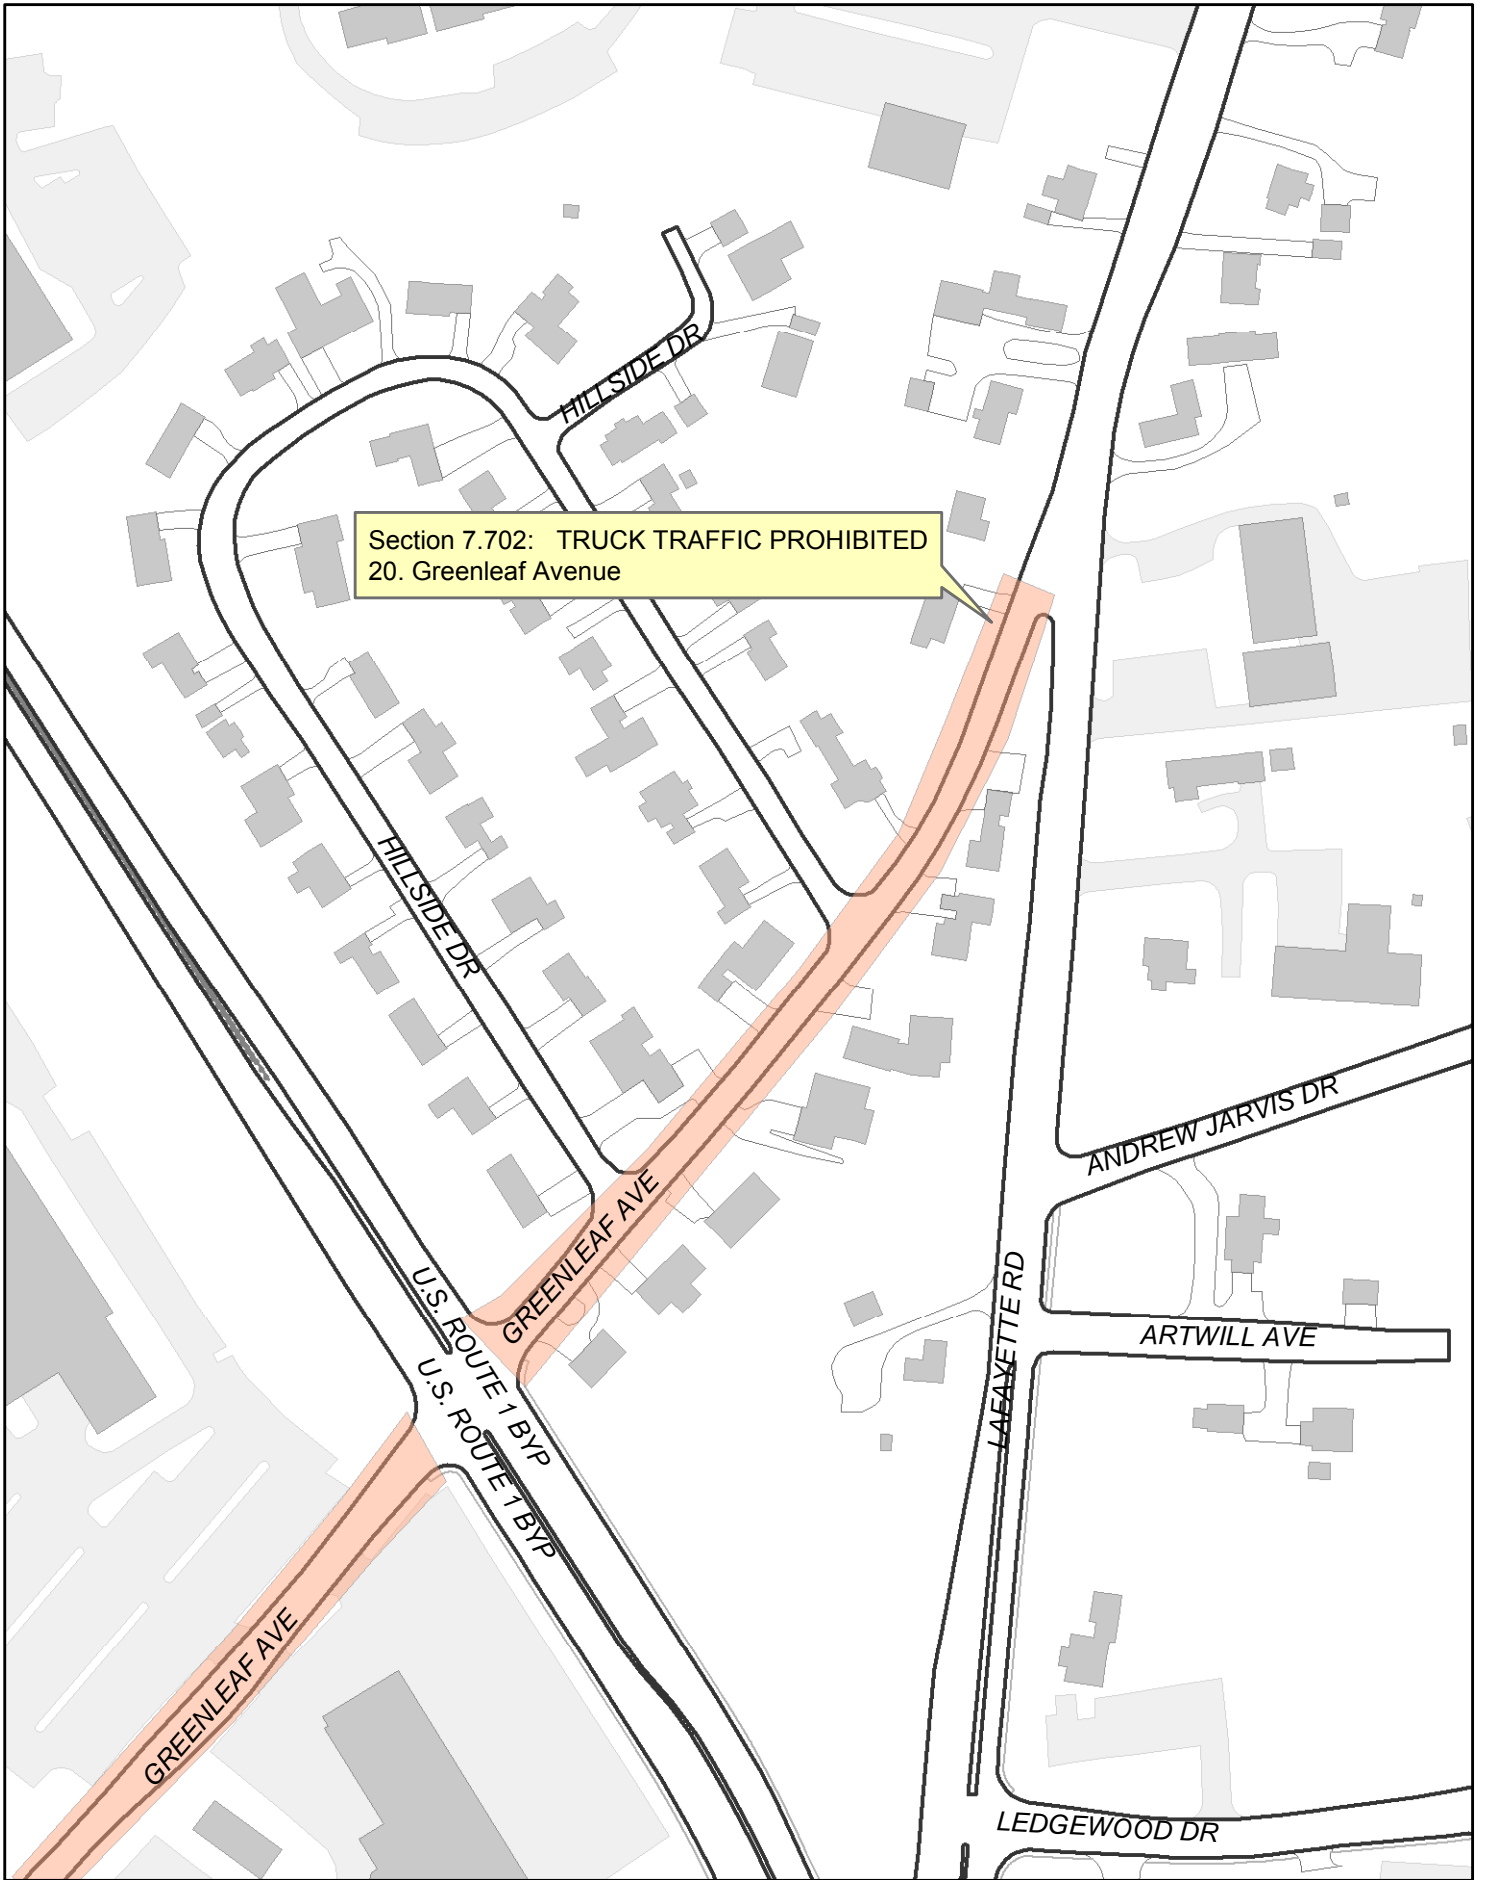 HILLSIDE DR
Section 7.702: TRUCK TRAFFIC PROHIBITED
20. Greenleaf Avenue
HILLSIDE DR
ANDREW JARVIS DR
GREENLEAF AVE
U.S. ROUTE 1 BYP
U.S. ROUTE 1 BYP
LAFAYETTE RD
ARTWILL AVE
GREENLEAF AVE
LEDGEWOOD DR